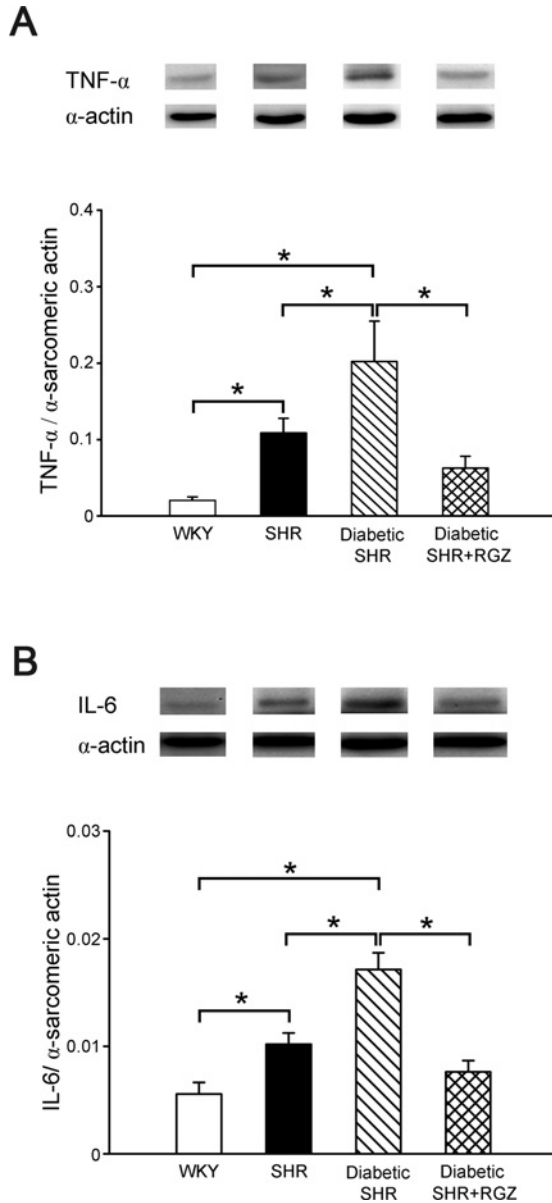 A
TNF-α
α-actin
TNF-α / α-sarcomeric actin
0.4
0.3
0.2
0.1
0
*
*
*
*
WKY
SHR
Diabetic
SHR
Diabetic
SHR+RGZ
B
IL-6
α-actin
IL-6/ α-sarcomeric actin
0.03
0.02
0.01
0
*
*
*
*
WKY
SHR
Diabetic
SHR
Diabetic
SHR+RGZ